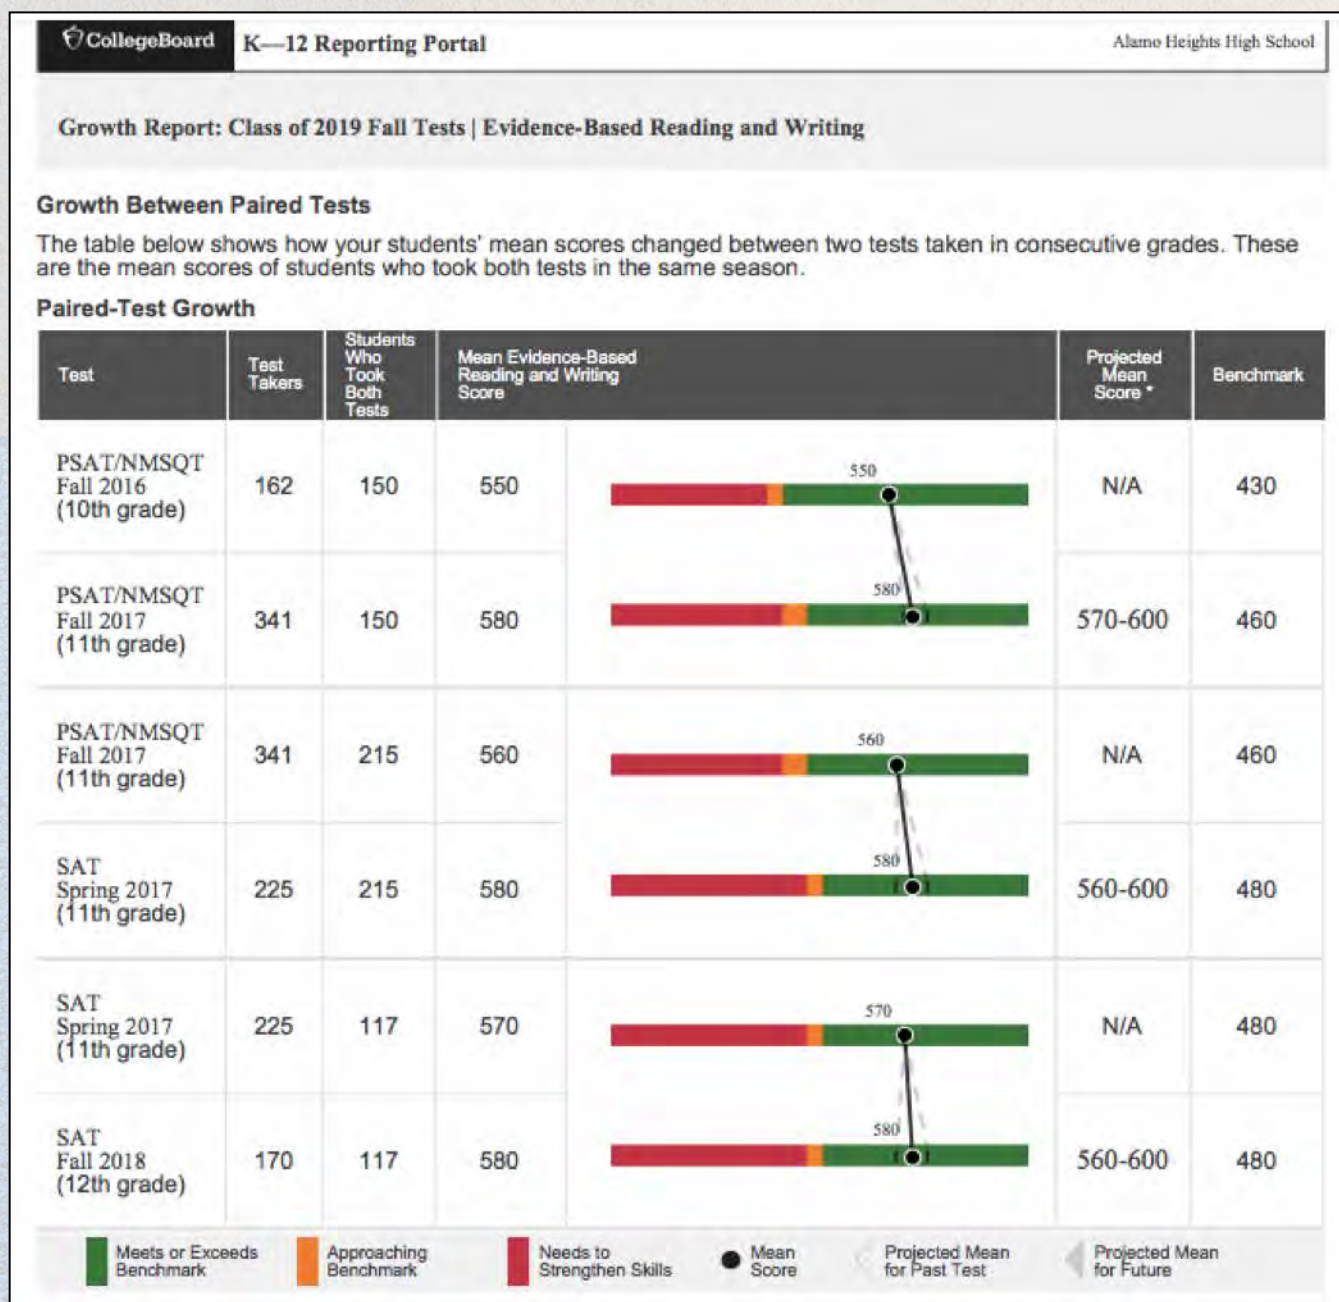 CollegeBoard K—12 Reporting Portal Alamo Heights High School
Growth Report: Class of 2019 Fall Tests | Evidence-Based Reading and Writing
Growth Between Paired Tests
The table below shows how your students' mean scores changed between two tests taken in consecutive grades. These
are the mean scores of students who took both tests in the same season.
Paired-Test Growth
Test
Test
Takers
Students
Who
Took
Both
Tests
Mean Evidence-Based
Reading and Writing
Score
Projected
Mean
Score *
Benchmark
PSAT/NMSQT
Fall 2016
(10th grade)
162
150
550
550
N/A
430
PSAT/NMSQT
Fall 2017
(11th grade)
341
150
580
580
570-600
460
PSAT/NMSQT
Fall 2017
(11th grade)
341
215
560
560
N/A
460
SAT
Spring 2017
(11th grade)
225
215
580
580
560-600
480
SAT
Spring 2017
(11th grade)
225
117
570
570
N/A
480
SAT
Fall 2018
(12th grade)
170
117
580
580
560-600
480
Meets or Exceeds
Benchmark
Approaching
Benchmark
Needs to
Strengthen Skills
Mean
Score
Projected Mean
for Past Test
Projected Mean
for Future